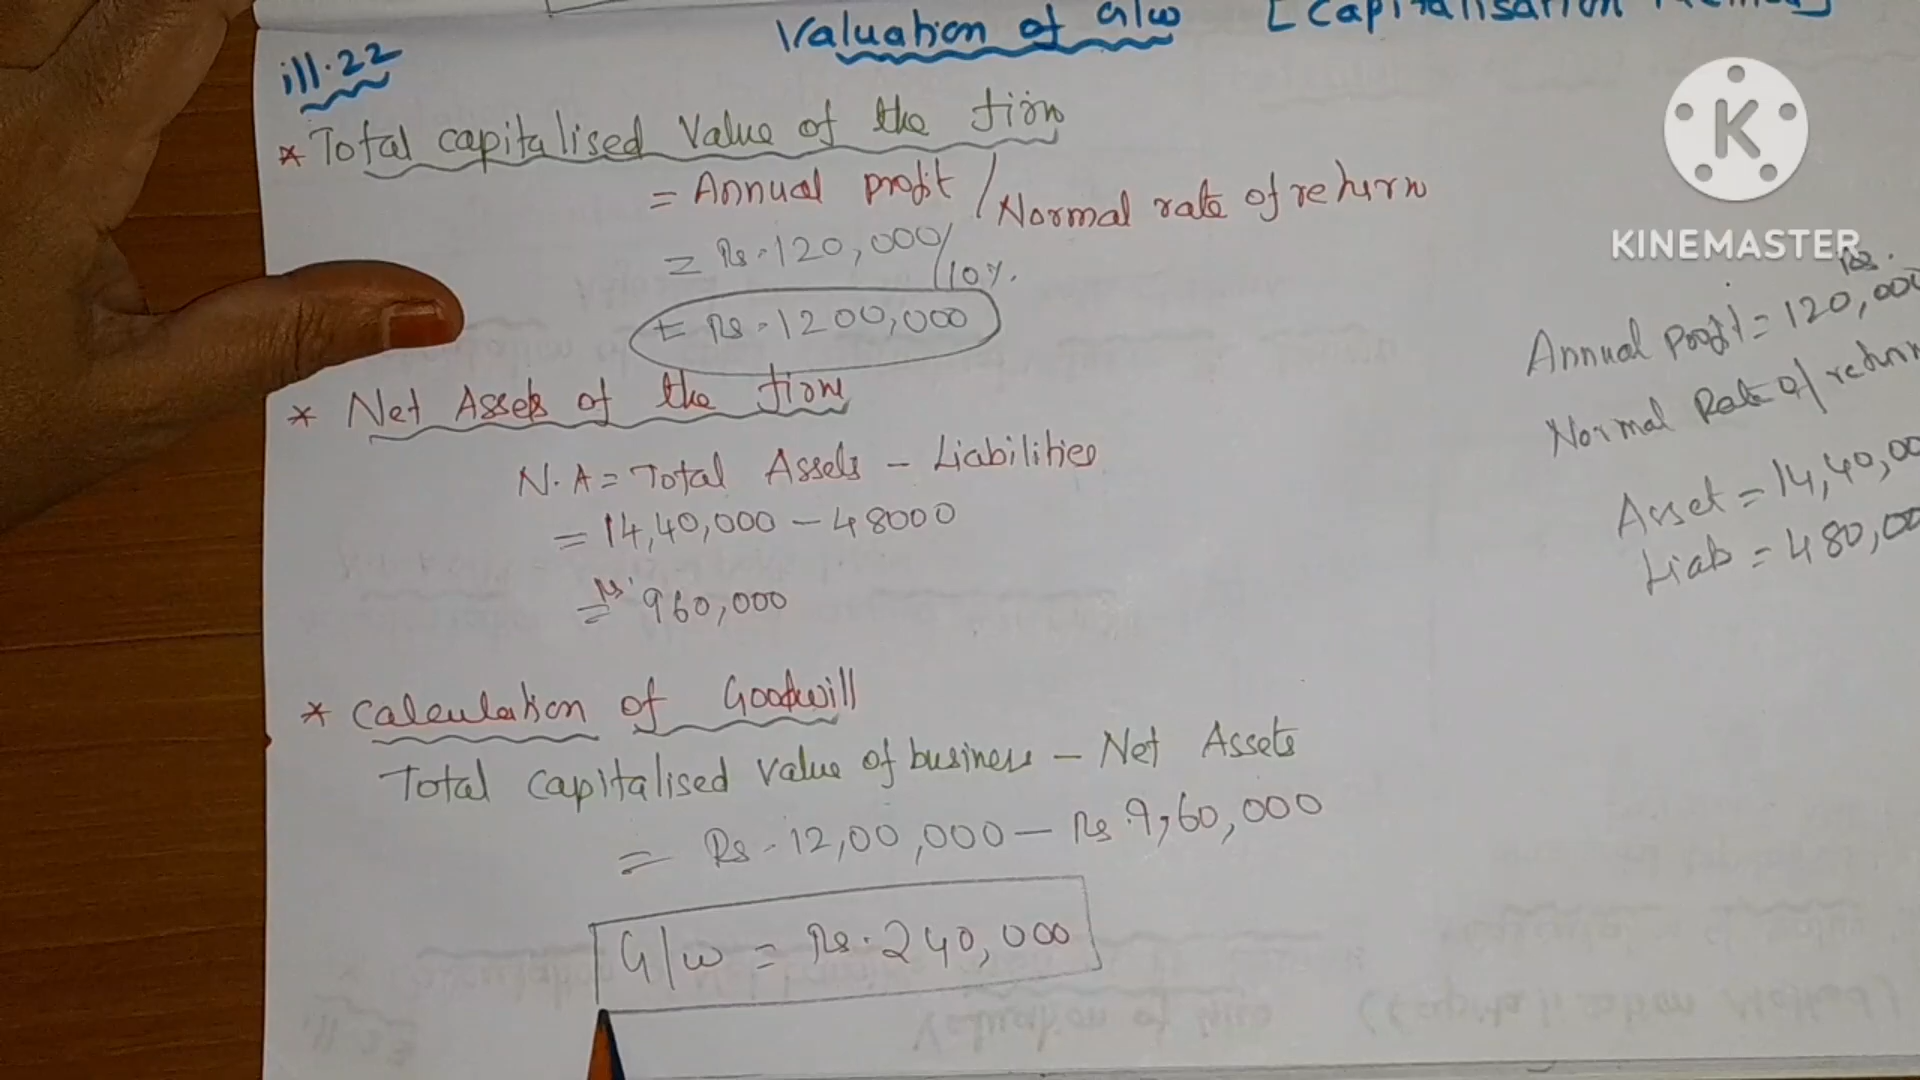 Valuation of G/w [Capitalisation Method]
ill.22
* Total capitalised Value of the firm
= Annual profit / Normal rate of return
= Rs. 120,000 / 10%.
= Rs. 1200,000
* Net Assets of the firm
N.A = Total Assets - Liabilities
= 14,40,000 - 48000
= Rs. 960,000
* Calculation of Goodwill
Total capitalised Value of business - Net Assets
= Rs. 12,00,000 - Rs. 9,60,000
G/w = Rs. 240,000
K
KINEMASTER
Rs.
Annual Profit = 120,000
Normal Rate of return
Asset = 14,40,00
Liab = 480,00